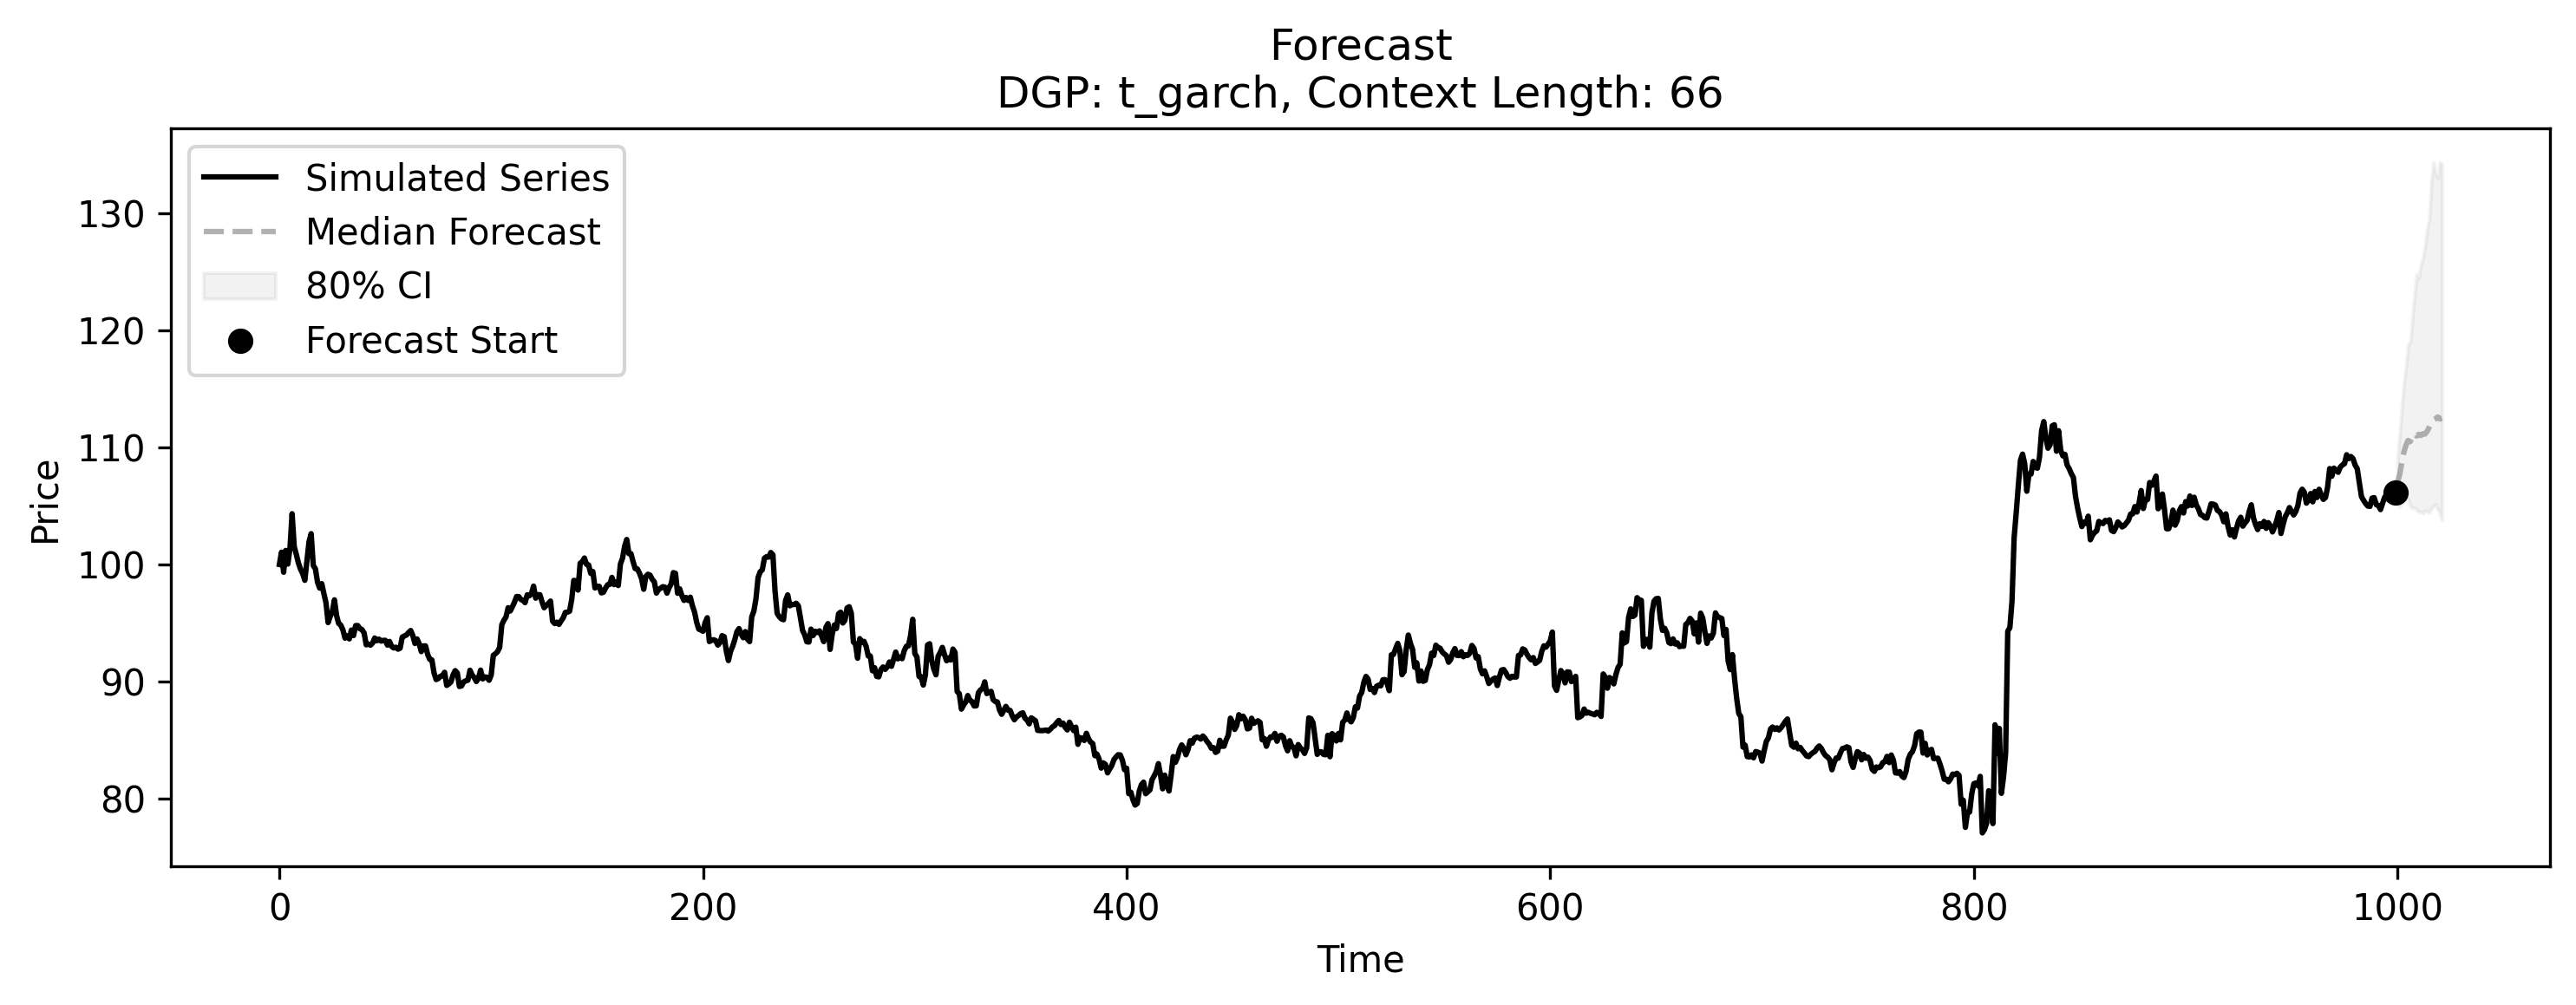 Forecast
DGP: t_garch, Context Length: 66
Simulated Series
Median Forecast
80% CI
Forecast Start
Price
130
120
110
100
90
80
0
200
400
600
800
1000
Time